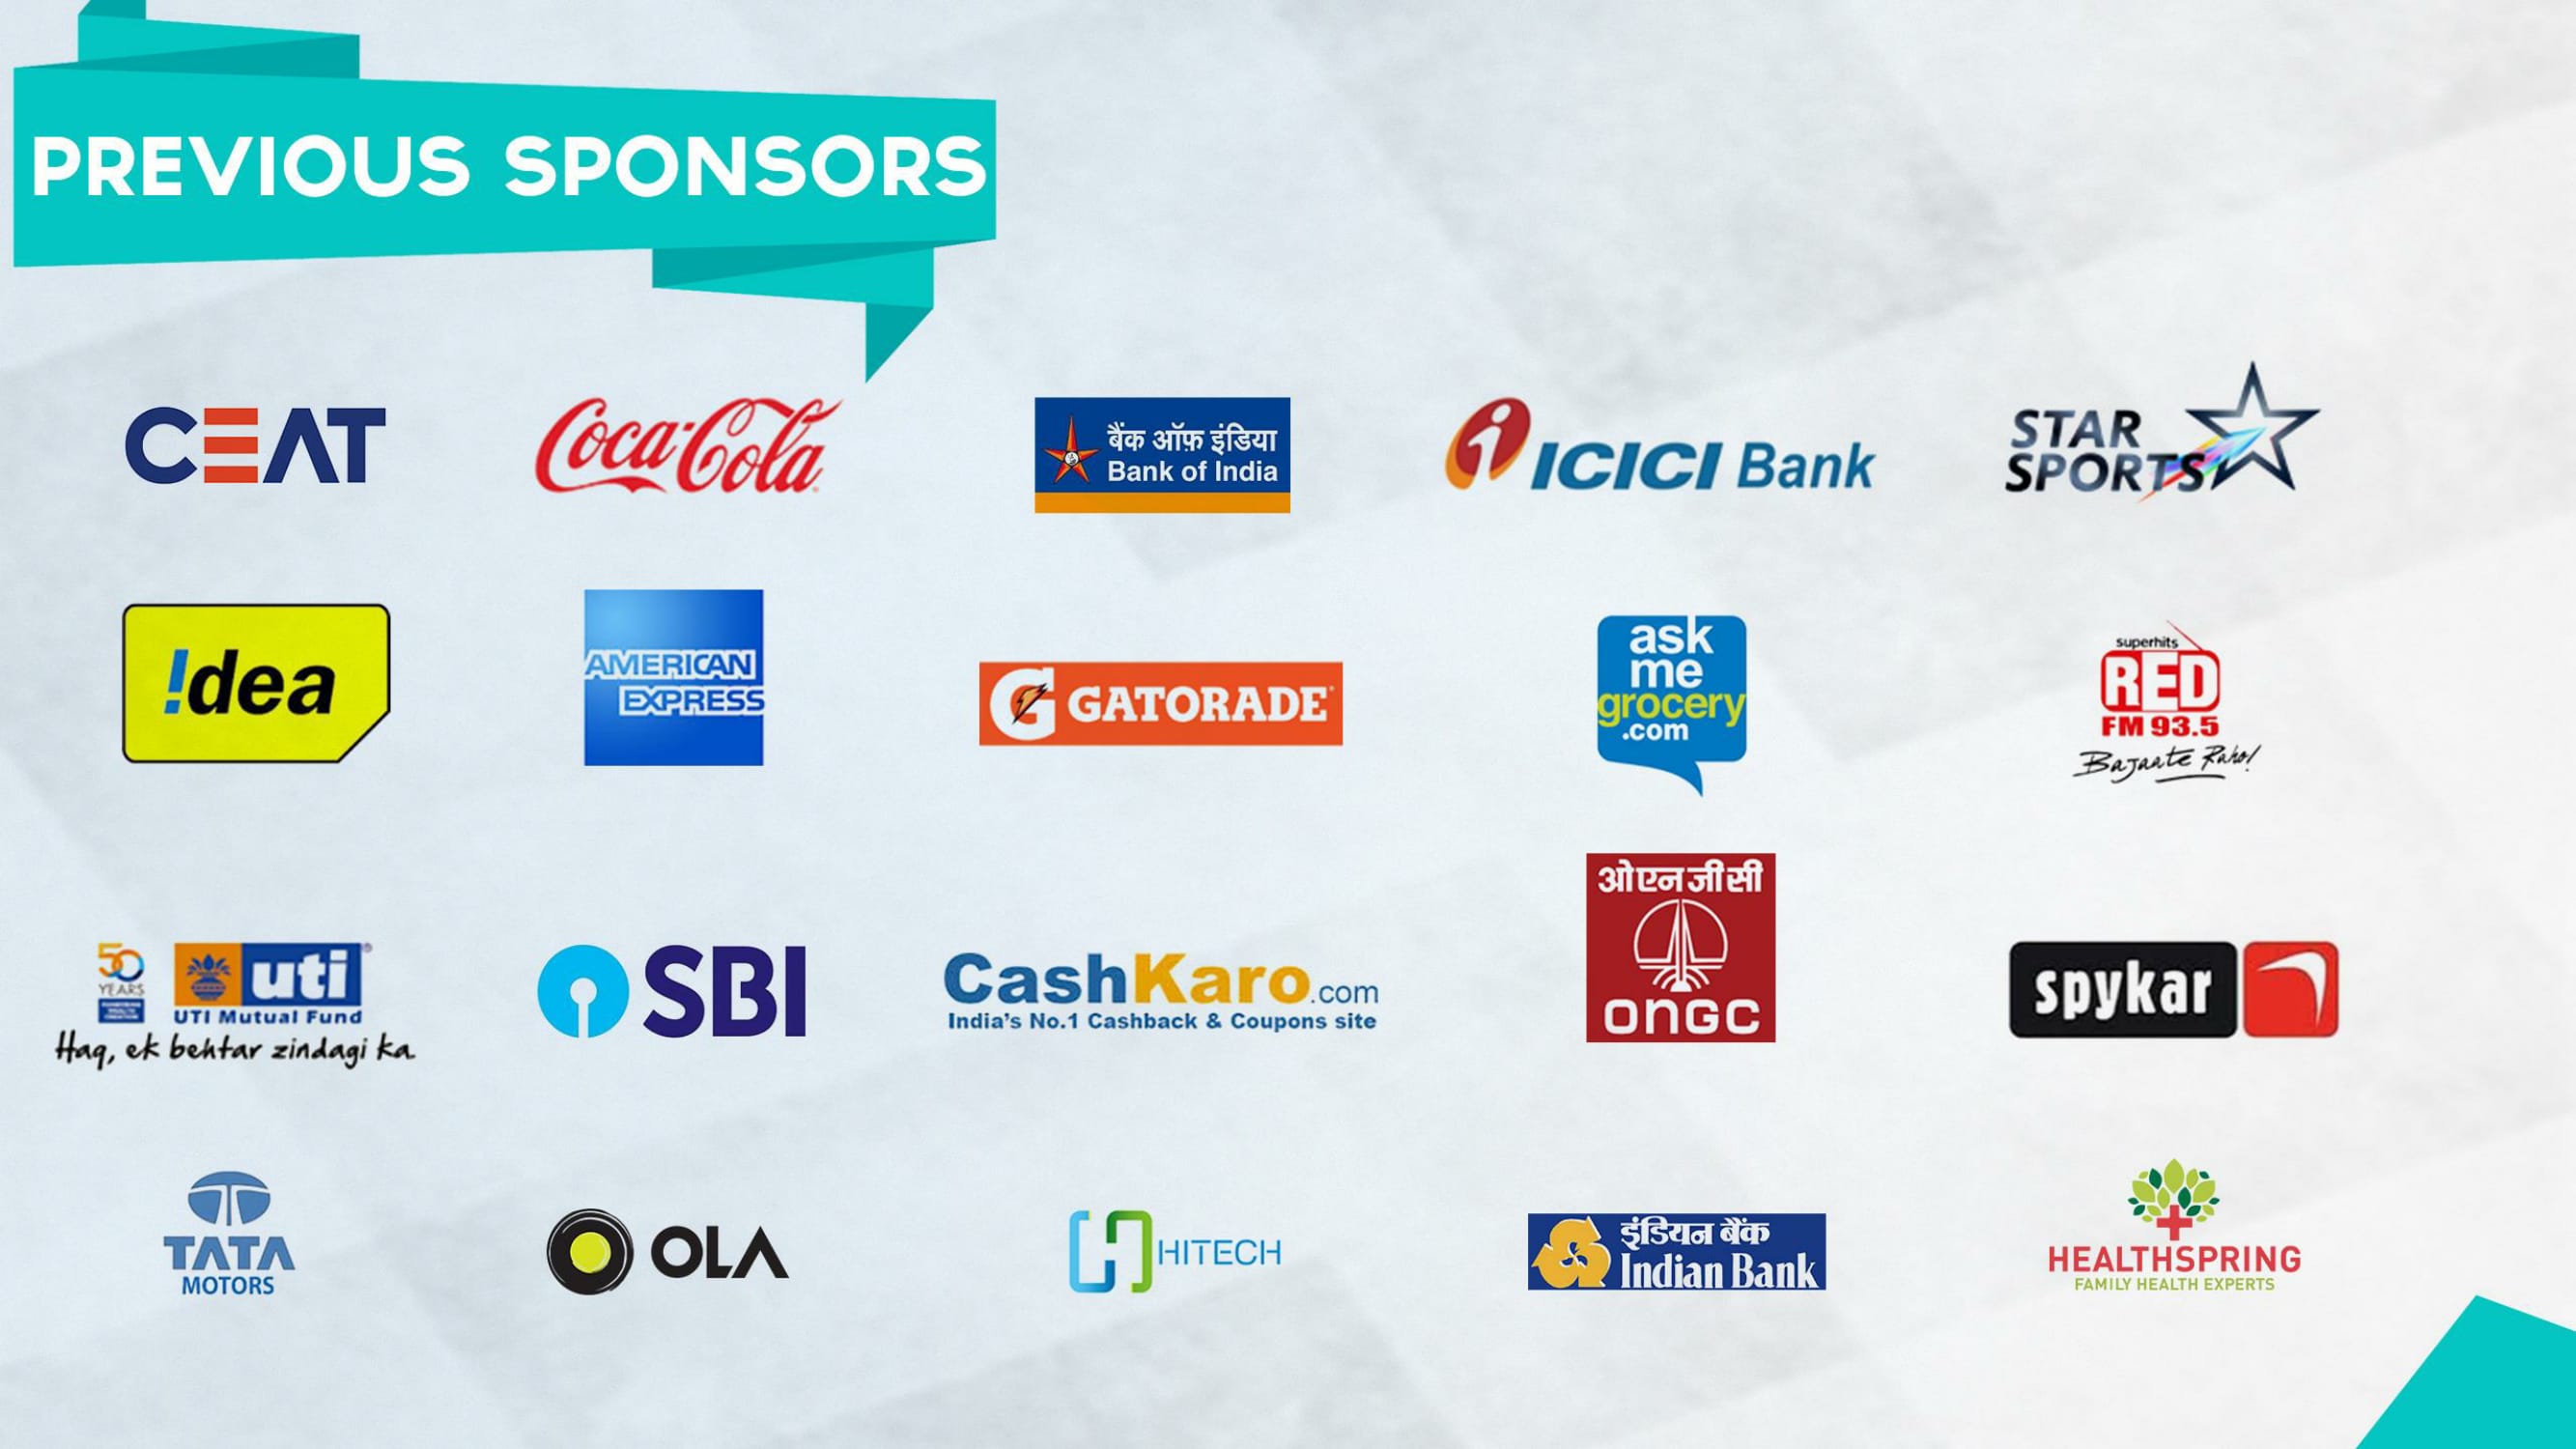 PREVIOUS SPONSORS
CEAT
Coca-Cola
बैंक ऑफ़ इंडिया
Bank of India
ICICI Bank
STAR
SPORTS
!dea
AMERICAN
EXPRESS
GATORADE
ask
me
grocery
.com
superhits
RED
FM 93.5
Bajaate Raho!
50
YEARS
uti
UTI Mutual Fund
Haq, ek behtar zindagi ka.
SBI
CashKaro.com
India's No.1 Cashback & Coupons site
ओएनजीसी
ONGC
spykar
TATA
MOTORS
OLA
HITECH
इंडियन बैंक
Indian Bank
HEALTHSPRING
FAMILY HEALTH EXPERTS